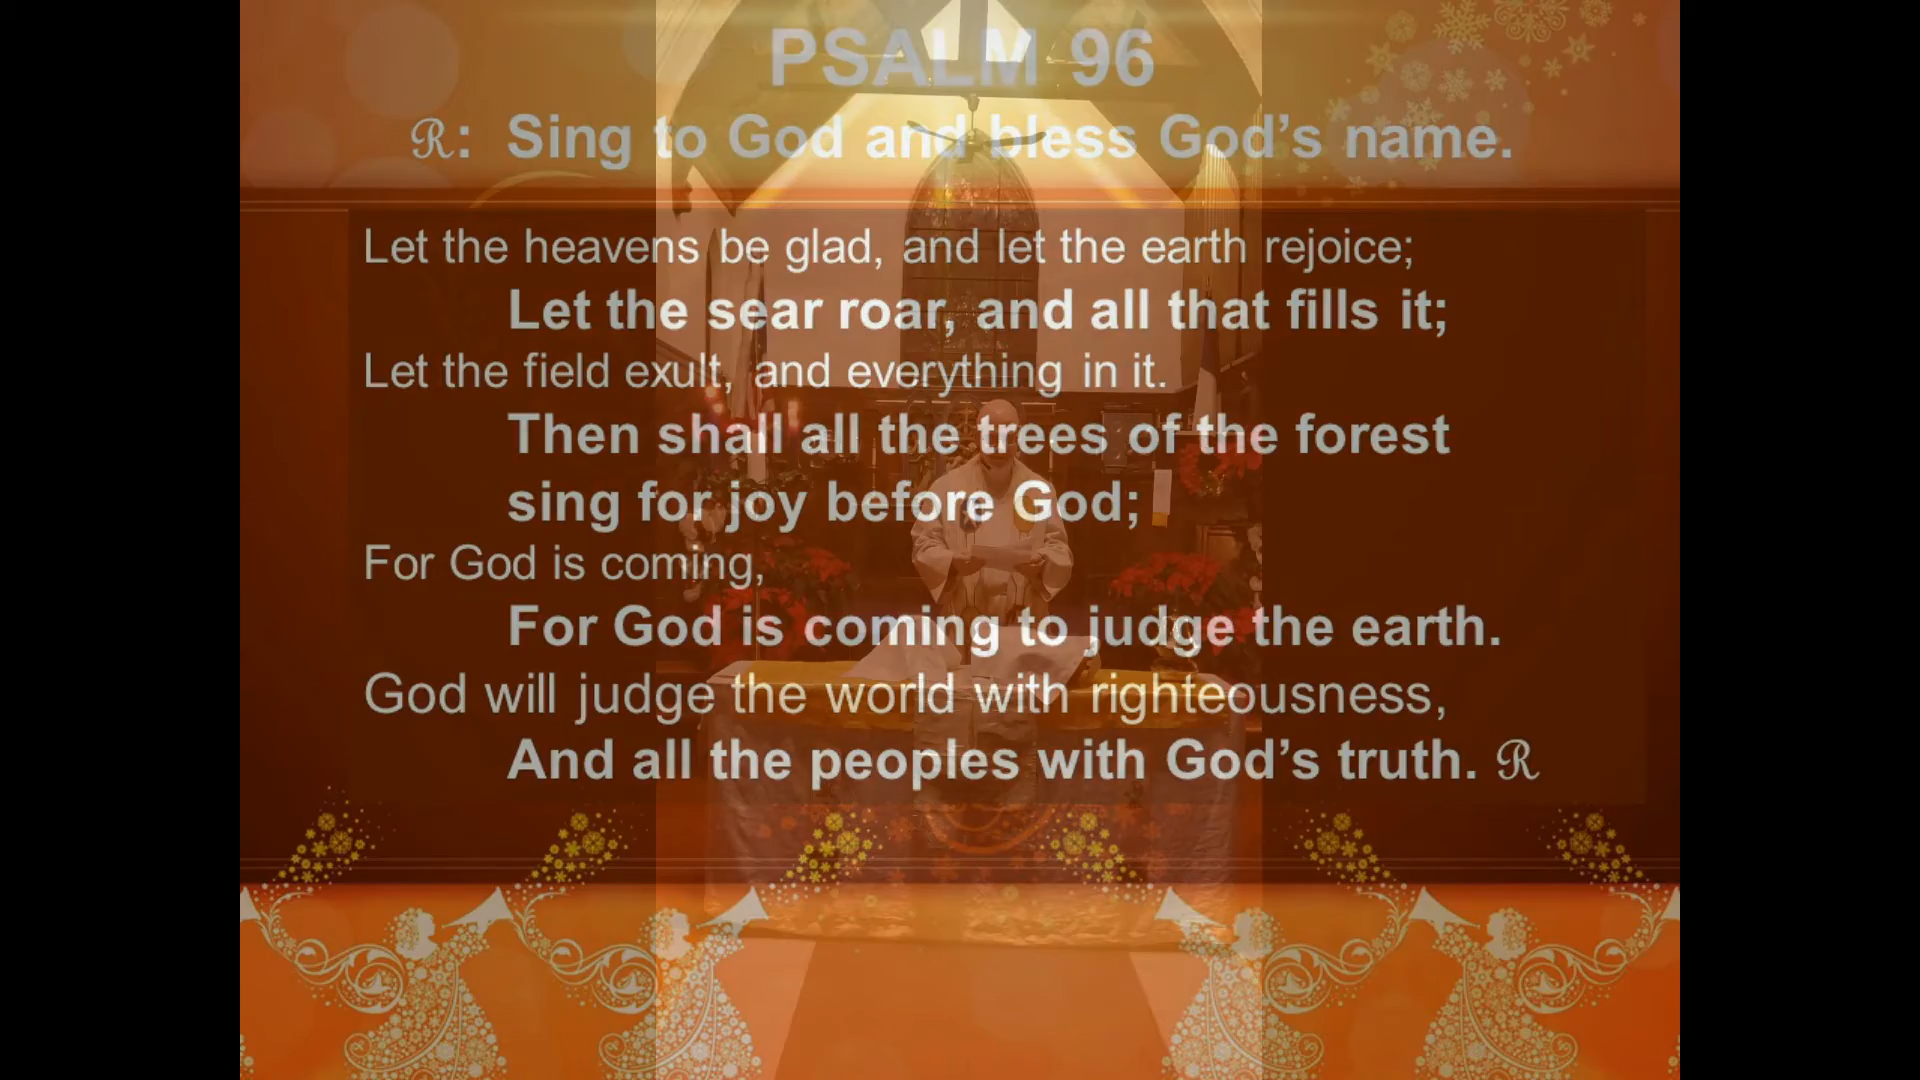 PSALM 96
ℛ: Sing to God and bless God’s name.
Let the heavens be glad, and let the earth rejoice;
Let the sear roar, and all that fills it;
Let the field exult, and everything in it.
Then shall all the trees of the forest
sing for joy before God;
For God is coming,
For God is coming to judge the earth.
God will judge the world with righteousness,
And all the peoples with God’s truth. ℛ